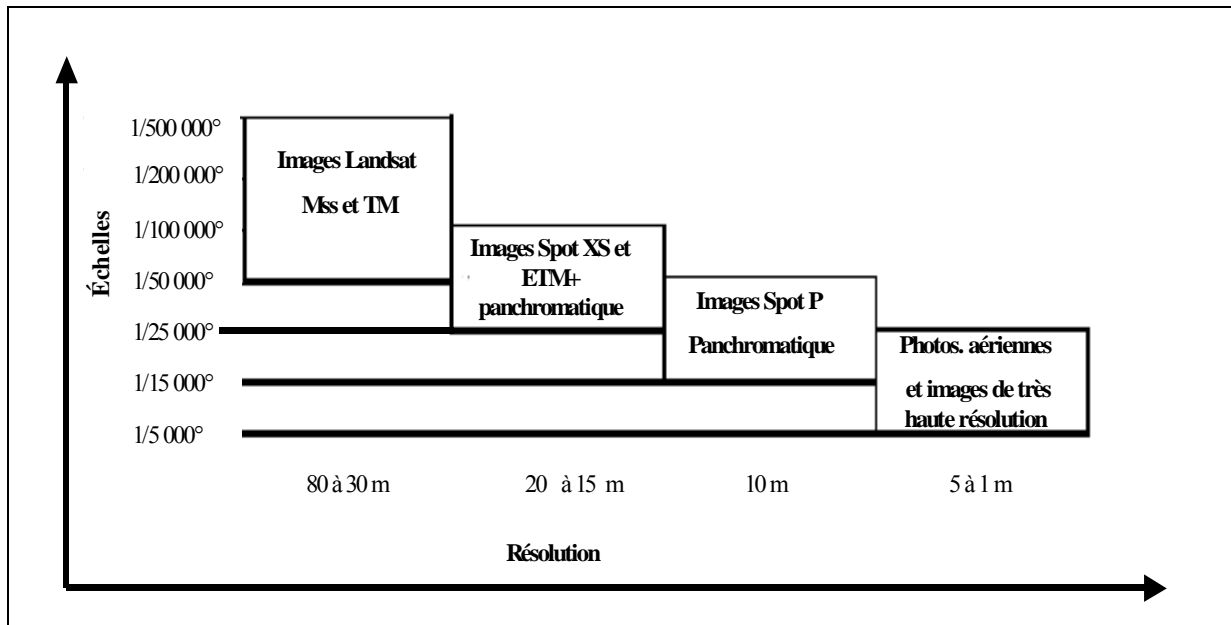 1/500 000°
1/200 000°
1/100 000°
1/50 000°
1/25 000°
1/15 000°
1/5 000°
Échelles
Images Landsat
Mss et TM
Images Spot XS et
ETM+
panchromatique
Images Spot P
Panchromatique
Photos. aériennes
et images de très
haute résolution
80 à 30 m
20 à 15 m
10 m
5 à 1 m
Résolution